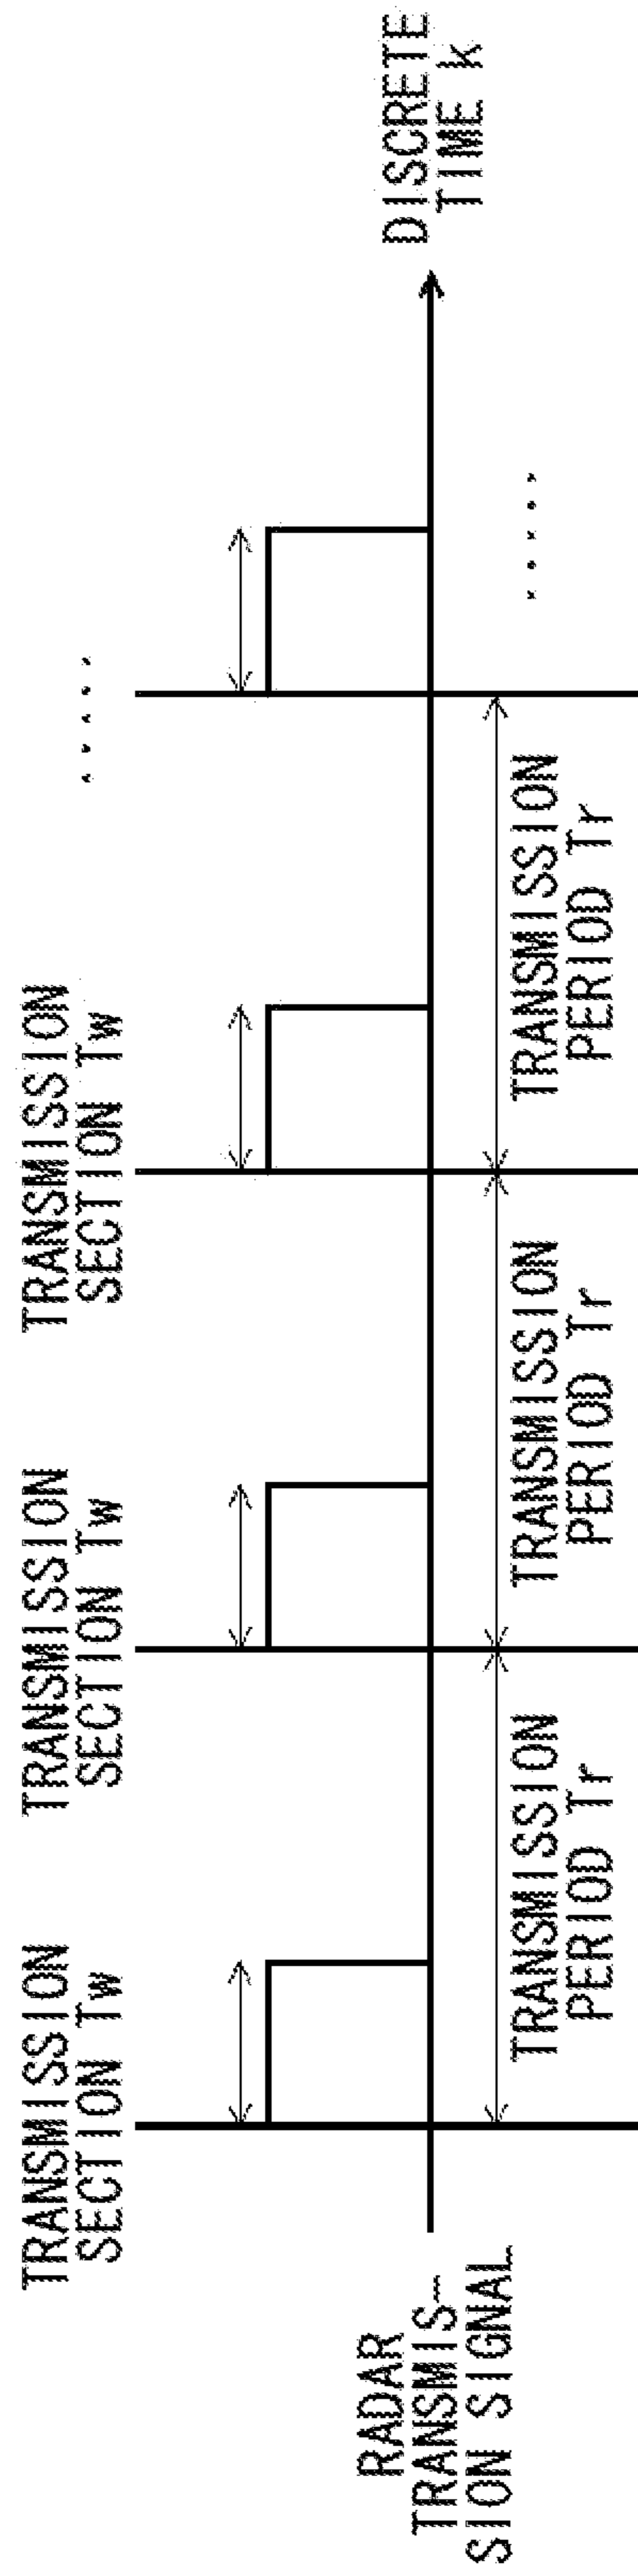 TRANSMISSION
SECTION Tw
TRANSMISSION
SECTION Tw
TRANSMISSION
SECTION Tw
.....
RADAR
TRANSMIS-
SION SIGNAL
DISCRETE
TIME k
TRANSMISSION
PERIOD Tr
TRANSMISSION
PERIOD Tr
TRANSMISSION
PERIOD Tr
.....